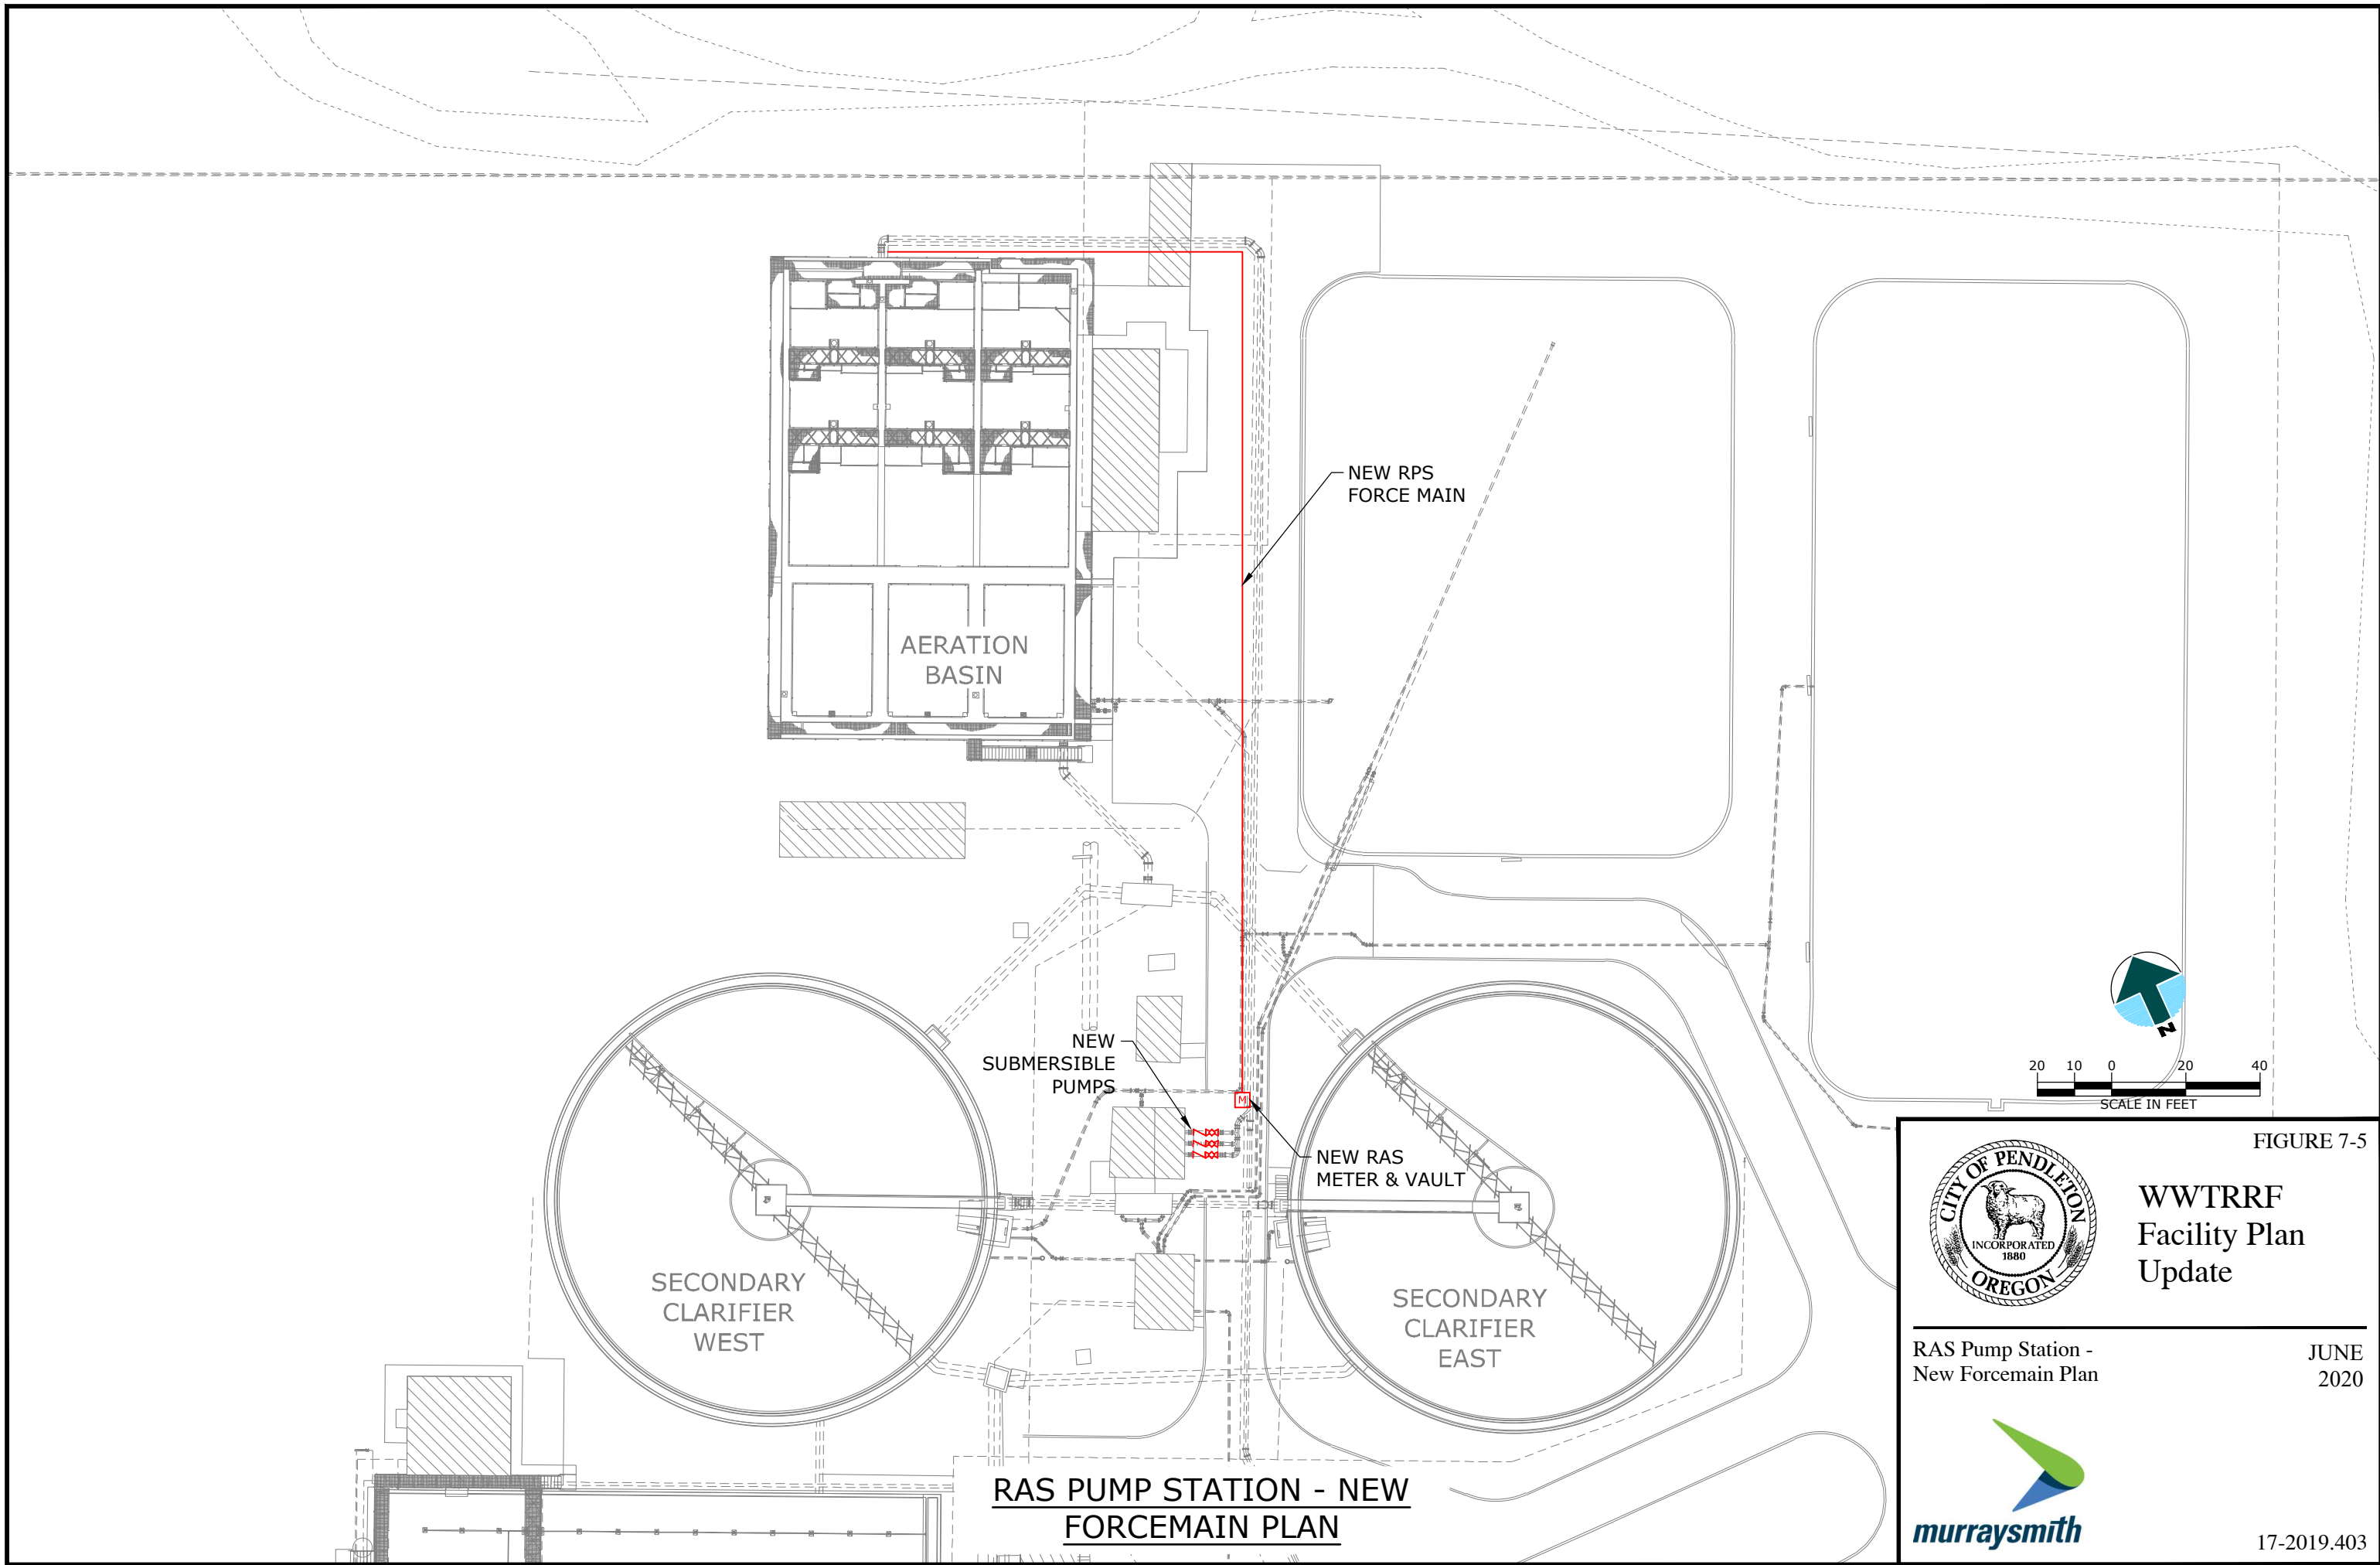 NEW RPS
FORCE MAIN
AERATION
BASIN
NEW
SUBMERSIBLE
PUMPS
M
NEW RAS
METER & VAULT
SECONDARY
CLARIFIER
WEST
SECONDARY
CLARIFIER
EAST
N
20 10 0 20 40
SCALE IN FEET
RAS PUMP STATION - NEW
FORCEMAIN PLAN
FIGURE 7-5
CITY OF PENDLETON
INCORPORATED
1880
OREGON
WWTRRF
Facility Plan
Update
RAS Pump Station -
New Forcemain Plan
JUNE
2020
murraysmith
17-2019.403